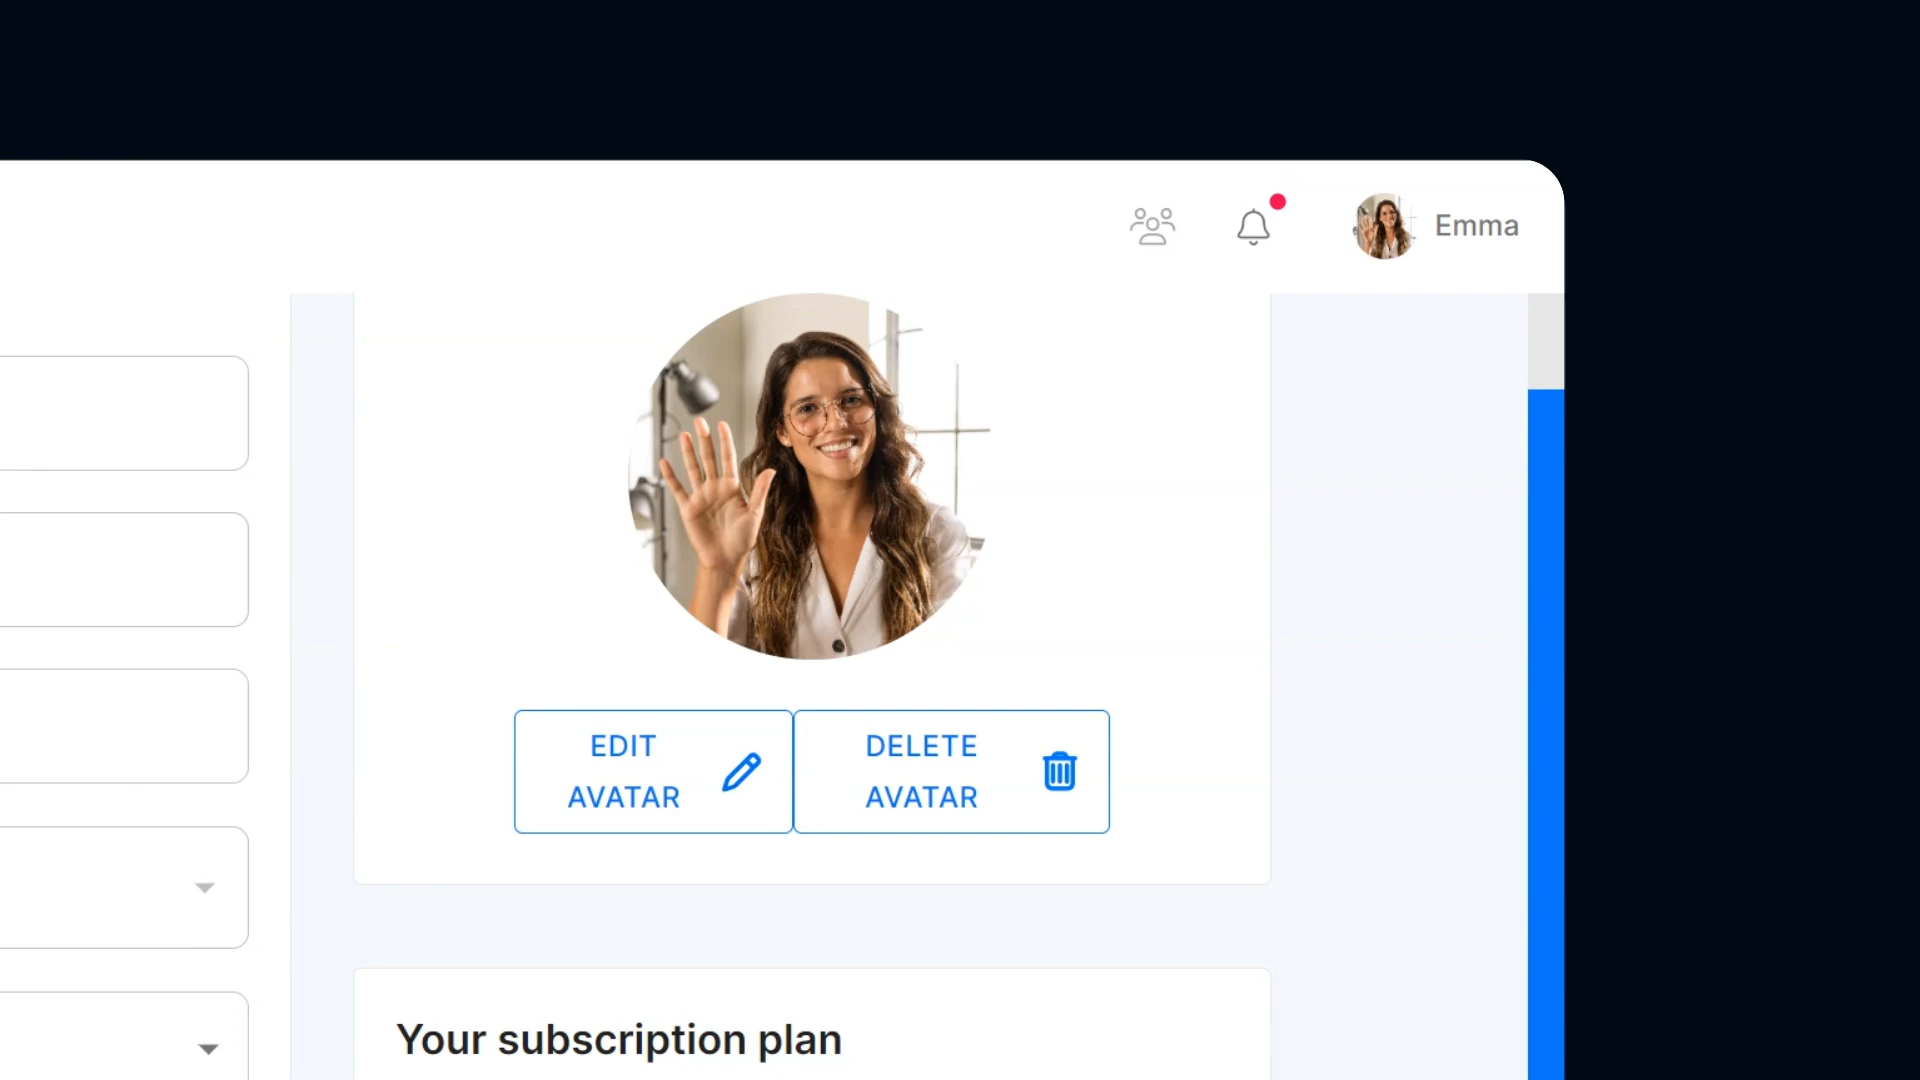 Emma
EDIT
AVATAR
DELETE
AVATAR
Your subscription plan